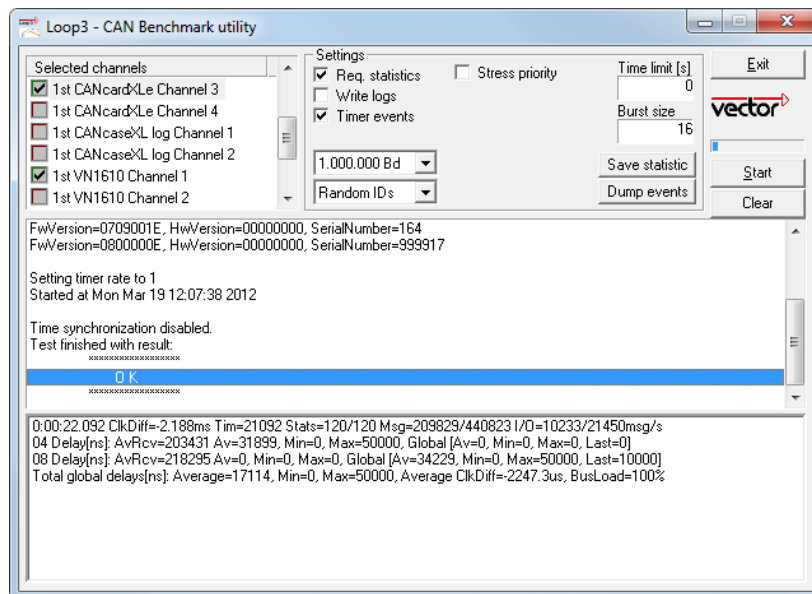 Loop3 - CAN Benchmark utility
Selected channels
1st CANcardXLe Channel 3
1st CANcardXLe Channel 4
1st CANcaseXL log Channel 1
1st CANcaseXL log Channel 2
1st VN1610 Channel 1
1st VN1610 Channel 2
Settings
Req. statistics
Write logs
Timer events
Stress priority
1.000.000 Bd
Random IDs
Time limit [s]
0
Burst size
16
Save statistic
Dump events
Exit
vector
Start
Clear
FwVersion=0709001E, HwVersion=00000000, SerialNumber=164
FwVersion=0800000E, HwVersion=00000000, SerialNumber=999917
Setting timer rate to 1
Started at Mon Mar 19 12:07:38 2012
Time synchronization disabled.
Test finished with result:
××××××××××××××××××
O K
××××××××××××××××××
0:00:22.092 ClkDiff=-2.188ms Tim=21092 Stats=120/120 Msg=209829/440823 I/O=10233/21450msg/s
04 Delay[ns]: AvRcv=203431 Av=31899, Min=0, Max=50000, Global [Av=0, Min=0, Max=0, Last=0]
08 Delay[ns]: AvRcv=218295 Av=0, Min=0, Max=0, Global [Av=34229, Min=0, Max=50000, Last=10000]
Total global delays[ns]: Average=17114, Min=0, Max=50000, Average ClkDiff=-2247.3us, BusLoad=100%